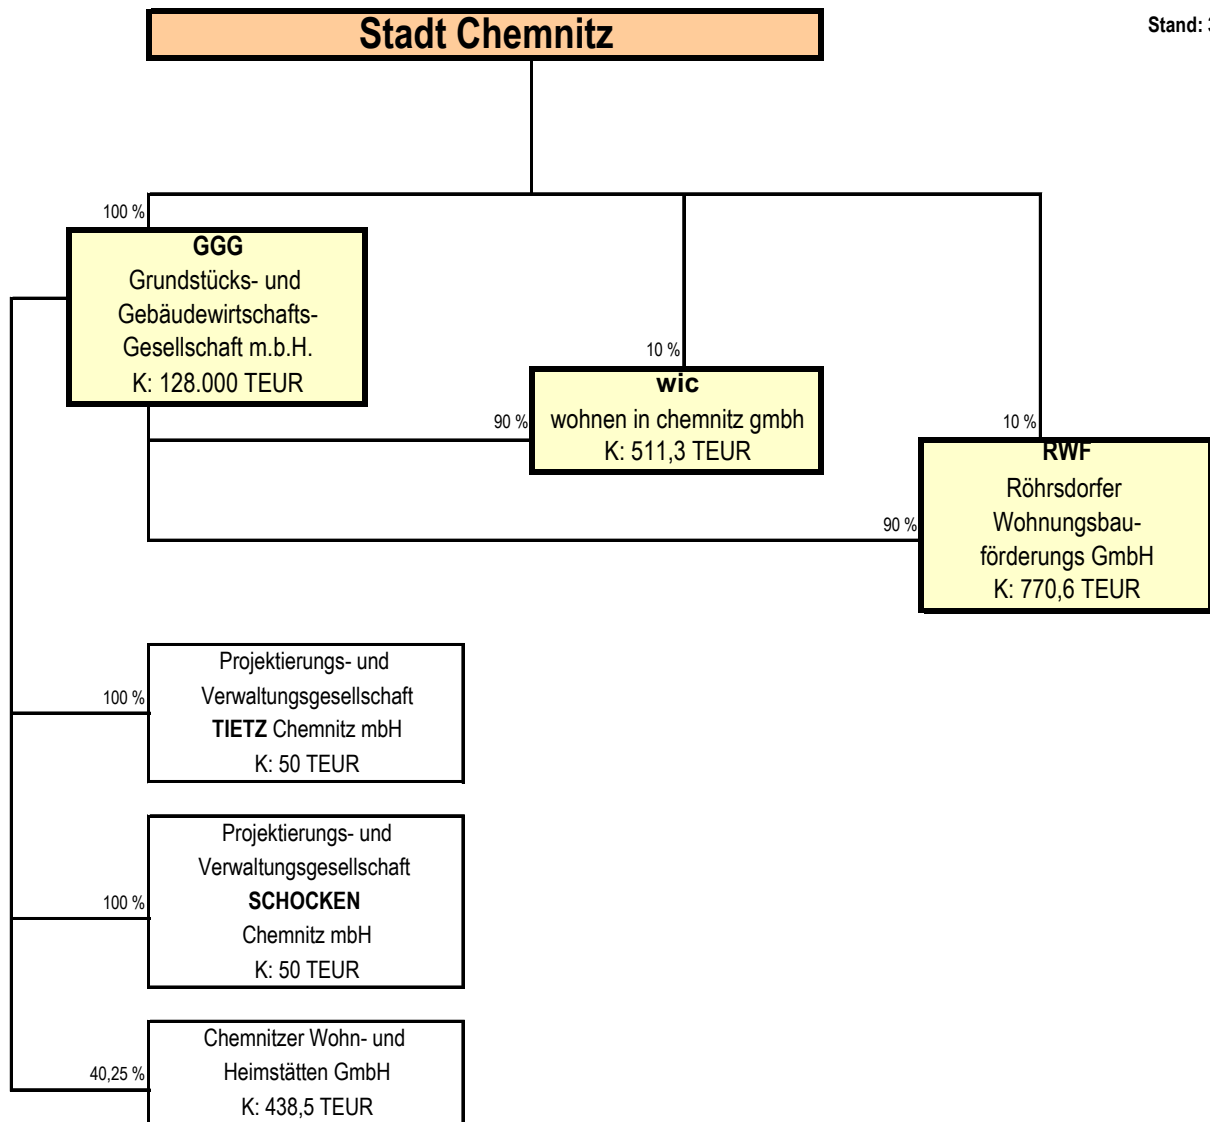 Stadt Chemnitz
Stand:
100 %
GGG
Grundstücks- und
Gebäudewirtschafts-
Gesellschaft m.b.H.
K: 128.000 TEUR
10 %
wic
wohnen in chemnitz gmbh
K: 511,3 TEUR
90 %
10 %
RWF
Röhrsdorfer
Wohnungsbau-
förderungs GmbH
K: 770,6 TEUR
90 %
100 %
Projektierungs- und
Verwaltungsgesellschaft
TIETZ Chemnitz mbH
K: 50 TEUR
100 %
Projektierungs- und
Verwaltungsgesellschaft
SCHOCKEN
Chemnitz mbH
K: 50 TEUR
40,25 %
Chemnitzer Wohn- und
Heimstätten GmbH
K: 438,5 TEUR